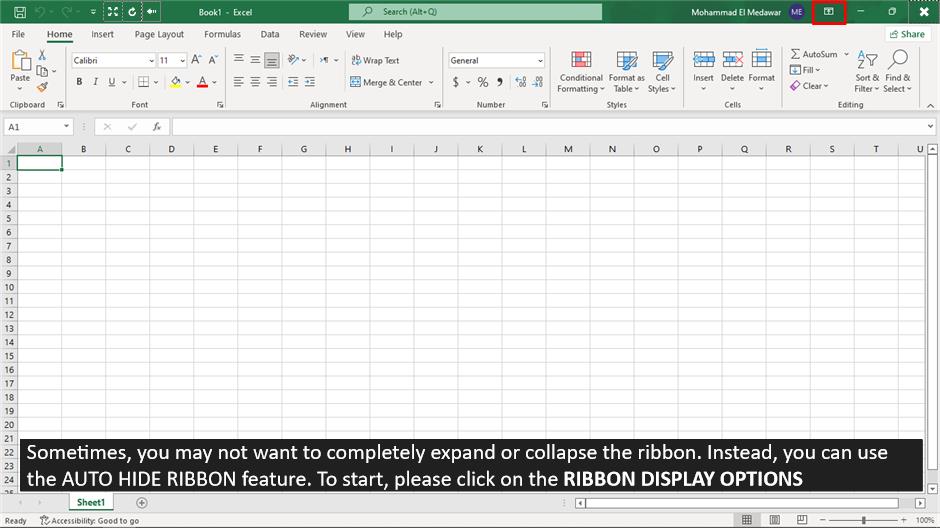 Book1 - Excel
Search (Alt+Q)
Mohammad El Medawar
ME
File Home Insert Page Layout Formulas Data Review View Help
Share
Paste
Clipboard
Calibri 11
B I U
Font
Wrap Text
Merge & Center
Alignment
General
$ % 9
Number
Conditional Formatting
Format as Table
Cell Styles
Styles
Insert Delete Format
Cells
AutoSum
Fill
Clear
Sort & Filter
Find & Select
Editing
A1 fx
A B C D E F G H I J K L M N O P Q R S T U
1
2
3
4
5
6
7
8
9
10
11
12
13
14
15
16
17
18
19
20
21
22
23
24
25
Sometimes, you may not want to completely expand or collapse the ribbon. Instead, you can use
the AUTO HIDE RIBBON feature. To start, please click on the RIBBON DISPLAY OPTIONS
Sheet1
Ready Accessibility: Good to go 100%